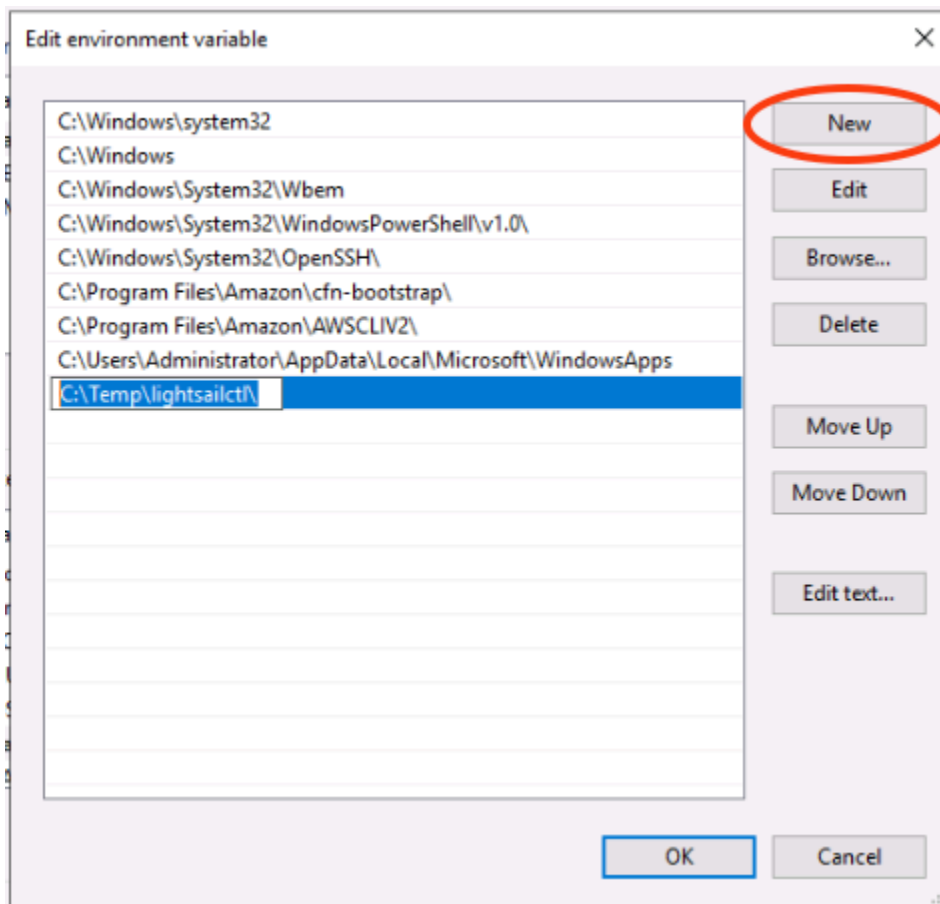 Edit environment variable
C:\Windows\system32
C:\Windows
C:\Windows\System32\Wbem
C:\Windows\System32\WindowsPowerShell\v1.0\
C:\Windows\System32\OpenSSH\
C:\Program Files\Amazon\cfn-bootstrap\
C:\Program Files\Amazon\AWSCLIV2\
C:\Users\Administrator\AppData\Local\Microsoft\WindowsApps
C:\Temp\lightsailctl\
New
Edit
Browse...
Delete
Move Up
Move Down
Edit text...
OK
Cancel